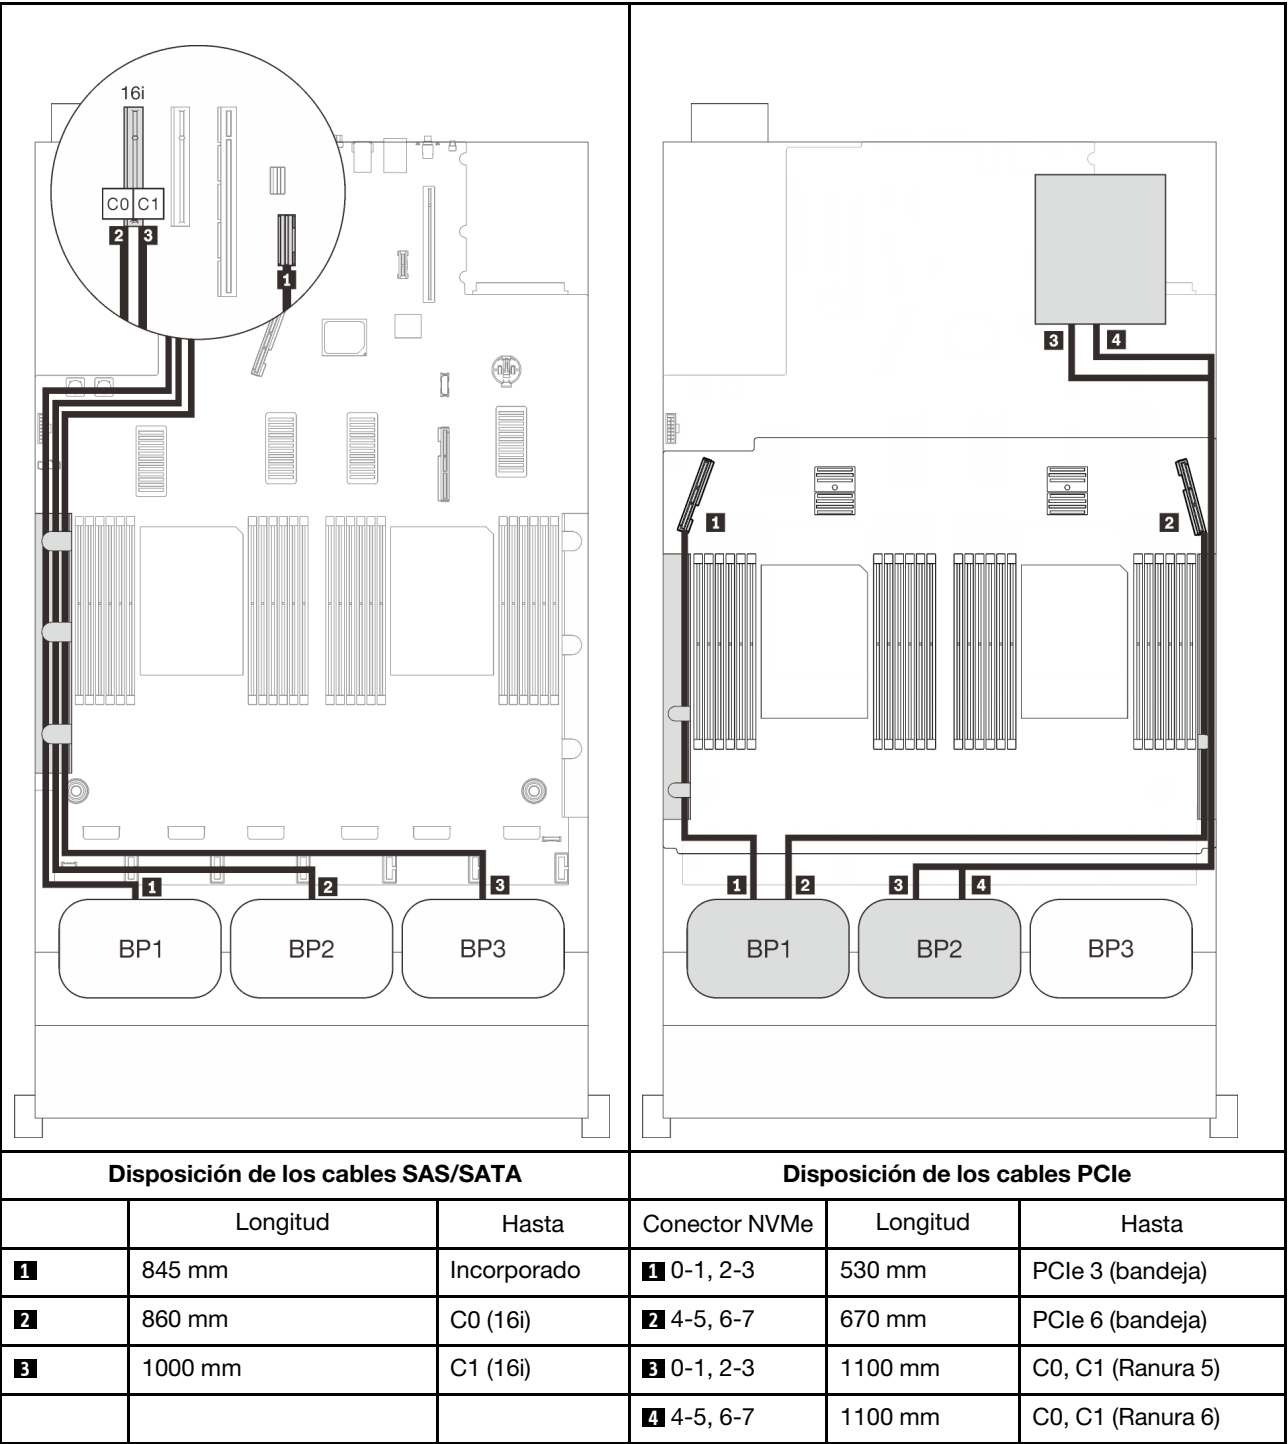 16i
C0 C1
2 3
1
1 2 3
BP1 BP2 BP3
3 4
1 2
1 2 3 4
BP1 BP2 BP3
Disposición de los cables SAS/SATA
Disposición de los cables PCIe
Longitud Hasta Conector NVMe Longitud Hasta
1 845 mm Incorporado 1 0-1, 2-3 530 mm PCIe 3 (bandeja)
2 860 mm C0 (16i) 2 4-5, 6-7 670 mm PCIe 6 (bandeja)
3 1000 mm C1 (16i) 3 0-1, 2-3 1100 mm C0, C1 (Ranura 5)
4 4-5, 6-7 1100 mm C0, C1 (Ranura 6)